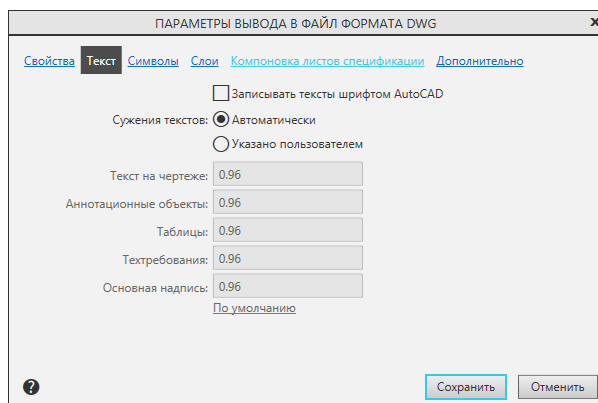 ПАРАМЕТРЫ ВЫВОДА В ФАЙЛ ФОРМАТА DWG x
Свойства Текст Символы Слои Компоновка листов спецификации Дополнительно
Записывать тексты шрифтом AutoCAD
Сужения текстов: Автоматически
Указано пользователем
Текст на чертеже: 0.96
Аннотационные объекты: 0.96
Таблицы: 0.96
Техтребования: 0.96
Основная надпись: 0.96
По умолчанию
? Сохранить Отменить